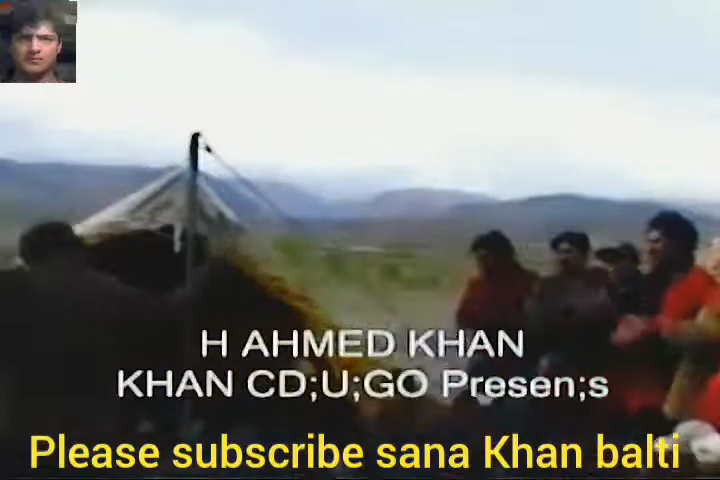 H AHMED KHAN
KHAN CD;U;GO Presen;s
Please subscribe sana Khan balti